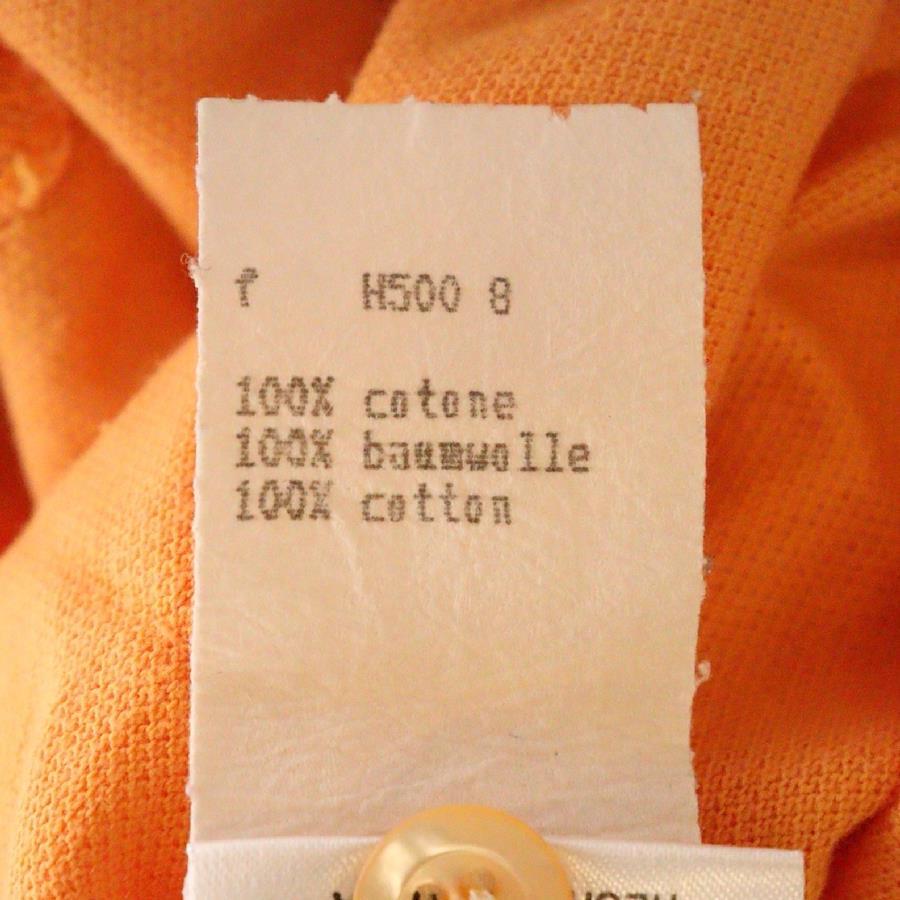 f H500 8
100% cotone
100% baumwolle
100% cotton